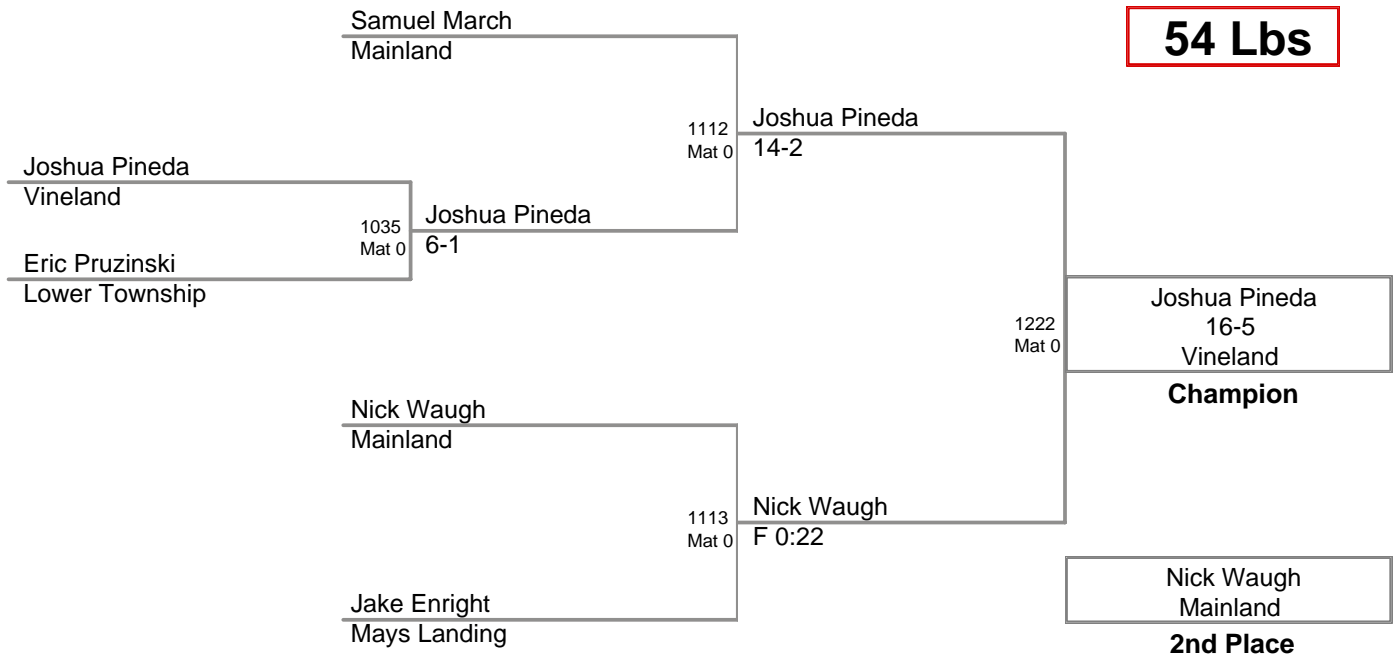 Samuel March
Mainland
54 Lbs
1112
Mat 0
Joshua Pineda
14-2
Joshua Pineda
Vineland
1035
Mat 0
Joshua Pineda
6-1
Eric Pruzinski
Lower Township
1222
Mat 0
Joshua Pineda
16-5
Vineland
Champion
Nick Waugh
Mainland
1113
Mat 0
Nick Waugh
F 0:22
Jake Enright
Mays Landing
Nick Waugh
Mainland
2nd Place